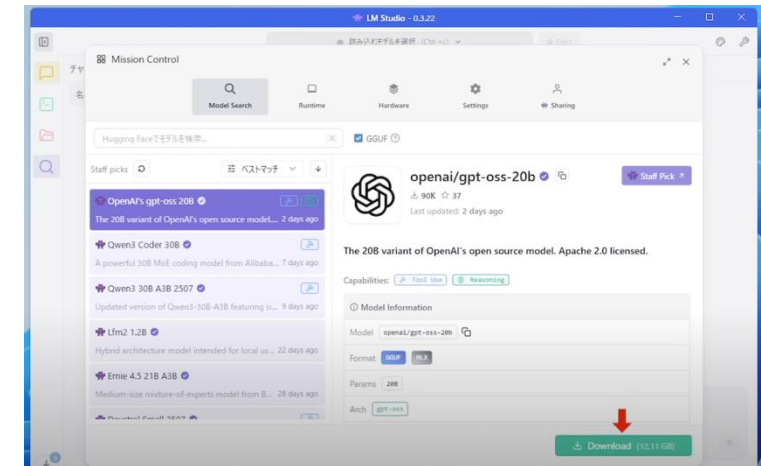 LM Studio - 0.3.22
読み込むモデルを選択 (Ctrl+L)
Eject
Mission Control
チャ
名
Model Search
Runtime
Hardware
Settings
Sharing
Hugging Faceでモデルを検索...
GGUF
Staff picks
ベストマッチ
OpenAI's gpt-oss 20B
The 20B variant of OpenAI's open source model.... 2 days ago
Qwen3 Coder 30B
A powerful 30B MoE coding model from Alibaba... 7 days ago
Qwen3 30B A3B 2507
Updated version of Qwen3-30B-A3B featuring si... 9 days ago
Lfm2 1.2B
Hybrid architecture model intended for local us... 22 days ago
Ernie 4.5 21B A3B
Medium-size mixture-of-experts model from B... 28 days ago
openai/gpt-oss-20b
Staff Pick
90K 37
Last updated: 2 days ago
The 20B variant of OpenAI's open source model. Apache 2.0 licensed.
Capabilities: Tool Use Reasoning
Model Information
Model openai/gpt-oss-20b
Format GGUF MLX
Params 20B
Arch gpt-oss
Download (12.11 GB)